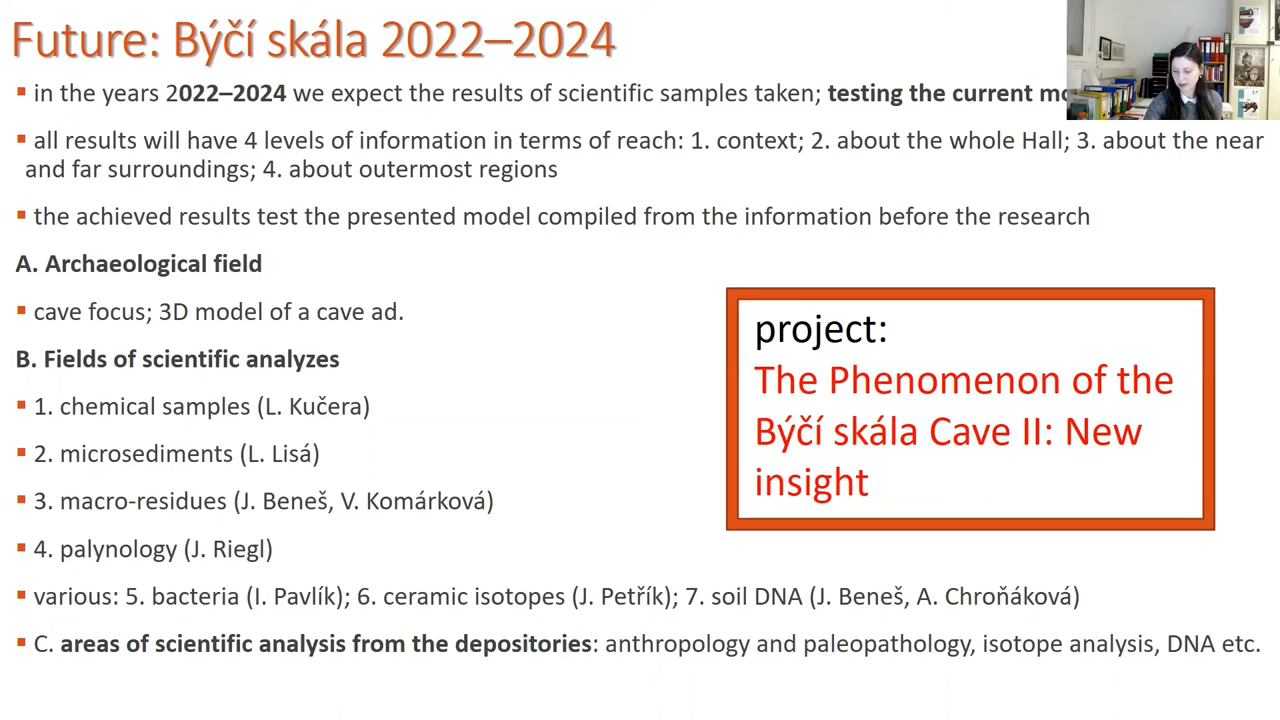 Future: Býčí skála 2022–2024
▪ in the years 2022–2024 we expect the results of scientific samples taken; testing the current
▪ all results will have 4 levels of information in terms of reach: 1. context; 2. about the whole Hall; 3. about the near
and far surroundings; 4. about outermost regions
▪ the achieved results test the presented model compiled from the information before the research
A. Archaeological field
▪ cave focus; 3D model of a cave ad.
B. Fields of scientific analyzes
▪ 1. chemical samples (L. Kučera)
▪ 2. microsediments (L. Lisá)
▪ 3. macro-residues (J. Beneš, V. Komárková)
▪ 4. palynology (J. Riegl)
▪ various: 5. bacteria (I. Pavlík); 6. ceramic isotopes (J. Petřík); 7. soil DNA (J. Beneš, A. Chroňáková)
▪ C. areas of scientific analysis from the depositories: anthropology and paleopathology, isotope analysis, DNA etc.
project:
The Phenomenon of the
Býčí skála Cave II: New
insight